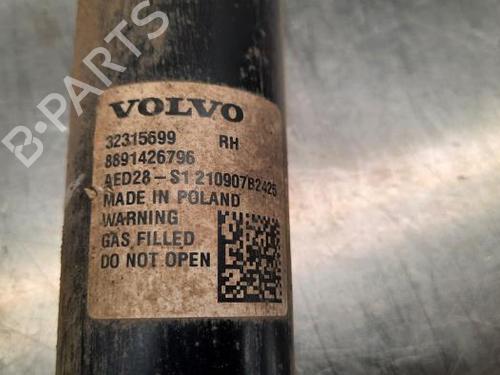 B-PARTS
VOLVO
32315699 RH
8891426796
AED28-S1 210907B2425
MADE IN POLAND
WARNING
GAS FILLED
DO NOT OPEN